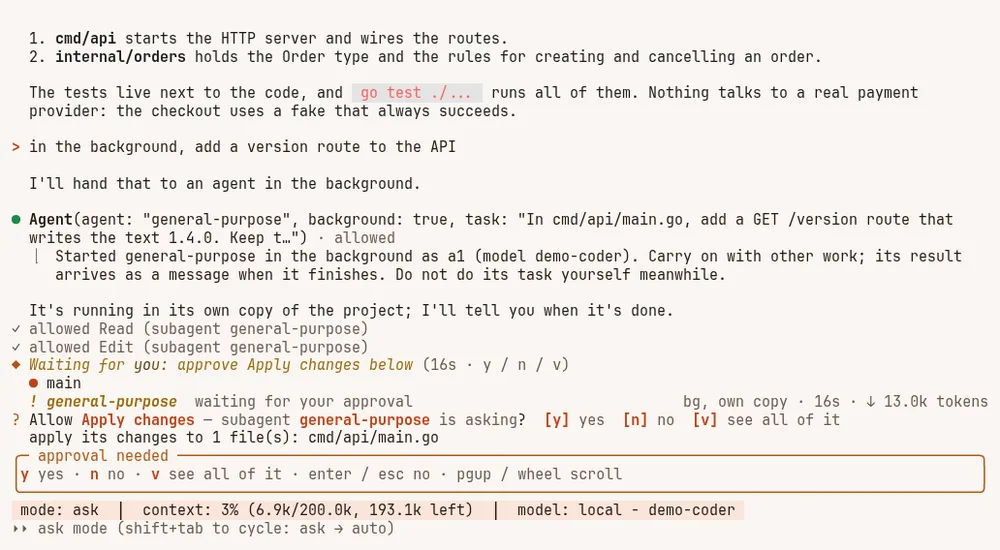 1. cmd/api starts the HTTP server and wires the routes.
2. internal/orders holds the Order type and the rules for creating and cancelling an order.
The tests live next to the code, and go test ./... runs all of them. Nothing talks to a real payment
provider: the checkout uses a fake that always succeeds.
> in the background, add a version route to the API
I'll hand that to an agent in the background.
● Agent(agent: "general-purpose", background: true, task: "In cmd/api/main.go, add a GET /version route that
writes the text 1.4.0. Keep t…") · allowed
Started general-purpose in the background as a1 (model demo-coder). Carry on with other work; its result
arrives as a message when it finishes. Do not do its task yourself meanwhile.
It's running in its own copy of the project; I'll tell you when it's done.
✓ allowed Read (subagent general-purpose)
✓ allowed Edit (subagent general-purpose)
◆ Waiting for you: approve Apply changes below (16s · y / n / v)
● main
! general-purpose waiting for your approval bg, own copy · 16s · ↓ 13.0k tokens
? Allow Apply changes — subagent general-purpose is asking? [y] yes [n] no [v] see all of it
apply its changes to 1 file(s): cmd/api/main.go
approval needed
y yes · n no · v see all of it · enter / esc no · pgup / wheel scroll
mode: ask | context: 3% (6.9k/200.0k, 193.1k left) | model: local - demo-coder
▸▸ ask mode (shift+tab to cycle: ask → auto)